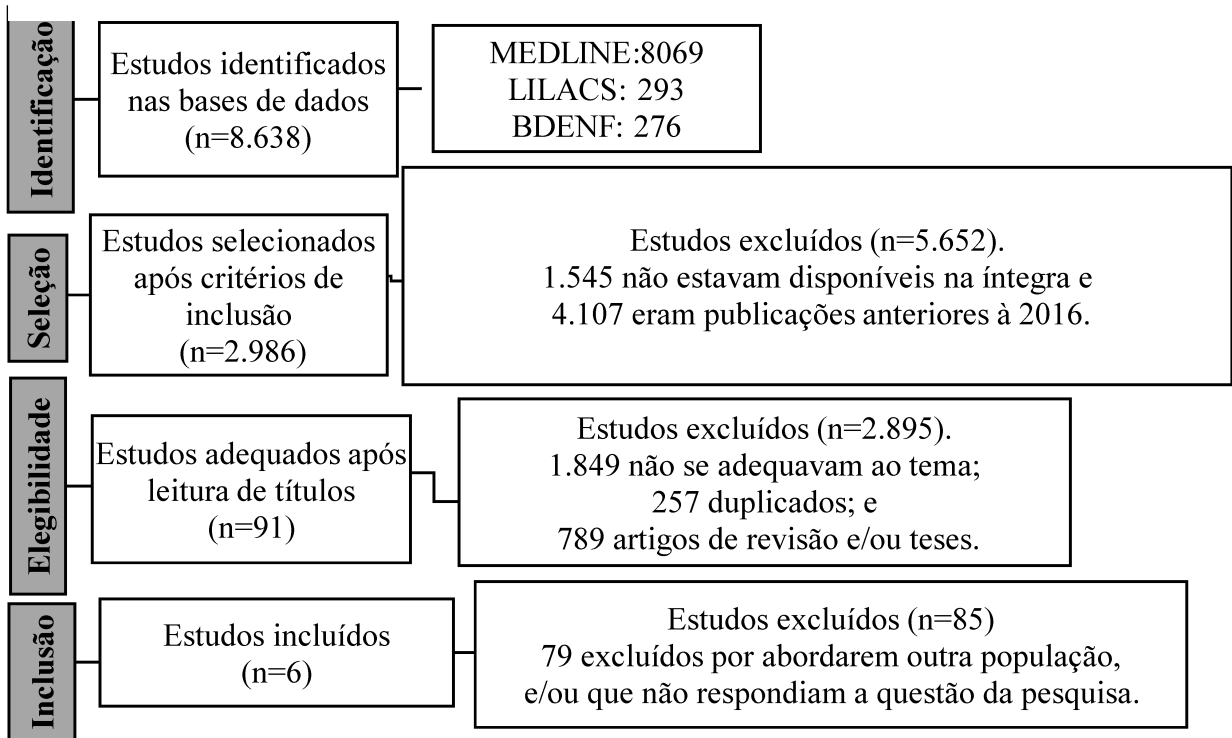 Identificação
Estudos identificados
nas bases de dados
(n=8.638)
MEDLINE:8069
LILACS: 293
BDENF: 276
Seleção
Estudos selecionados
após critérios de
inclusão
(n=2.986)
Estudos excluídos (n=5.652).
1.545 não estavam disponíveis na íntegra e
4.107 eram publicações anteriores à 2016.
Elegibilidade
Estudos adequados após
leitura de títulos
(n=91)
Estudos excluídos (n=2.895).
1.849 não se adequavam ao tema;
257 duplicados; e
789 artigos de revisão e/ou teses.
Inclusão
Estudos incluídos
(n=6)
Estudos excluídos (n=85)
79 excluídos por abordarem outra população,
e/ou que não respondiam a questão da pesquisa.